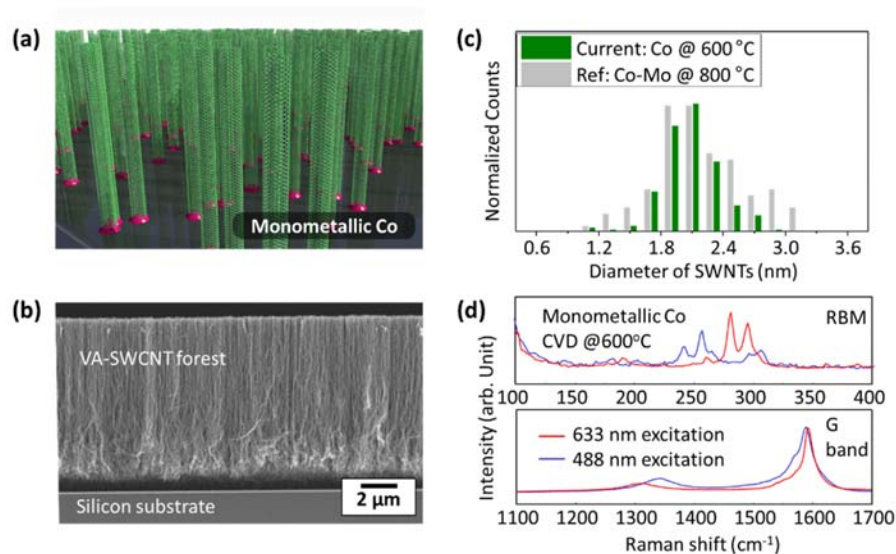 (a)
Monometallic Co
(b)
VA-SWCNT forest
2 μm
Silicon substrate
(c)
Current: Co @ 600 °C
Ref: Co-Mo @ 800 °C
Normalized Counts
0.6 1.2 1.8 2.4 3.0 3.6
Diameter of SWNTs (nm)
(d)
Monometallic Co
CVD @600°C
RBM
100 50 200 250 300 350 400
Intensity (arb. Unit)
G
band
633 nm excitation
488 nm excitation
1100 1200 1300 1400 1500 1600 1700
Raman shift (cm⁻¹)